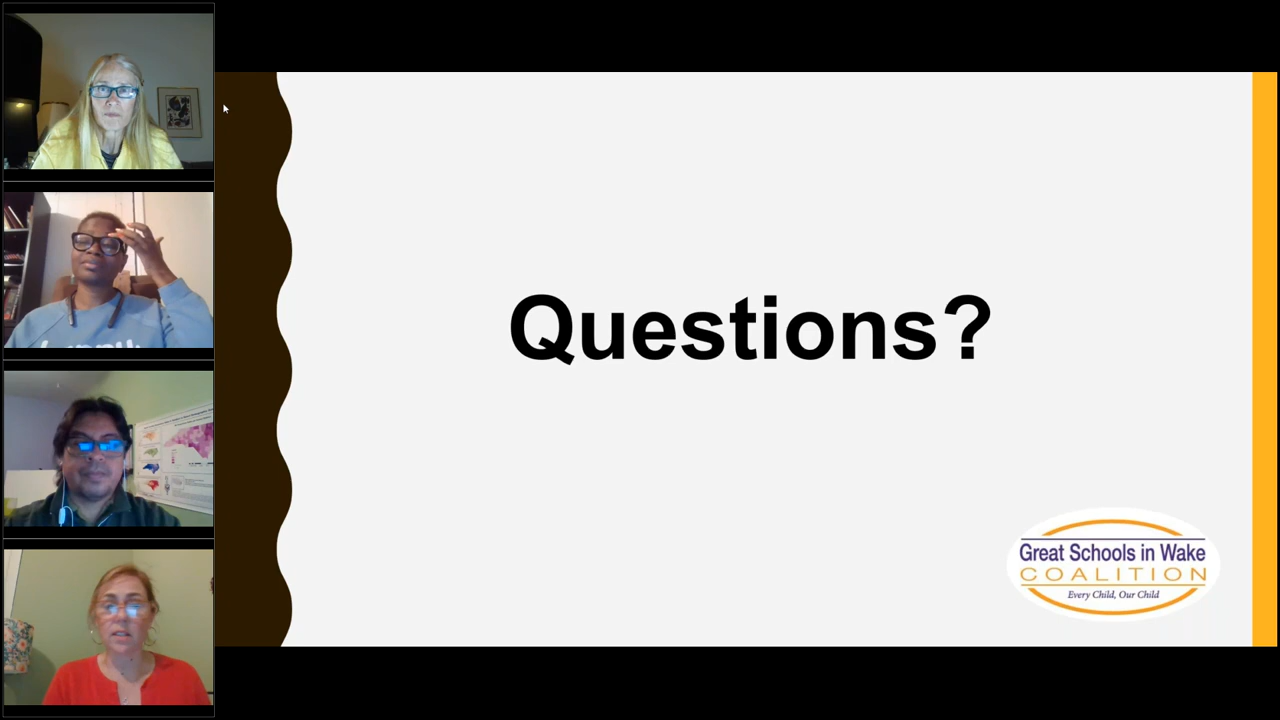 Questions?
Great Schools in Wake
COALITION
Every Child, Our Child